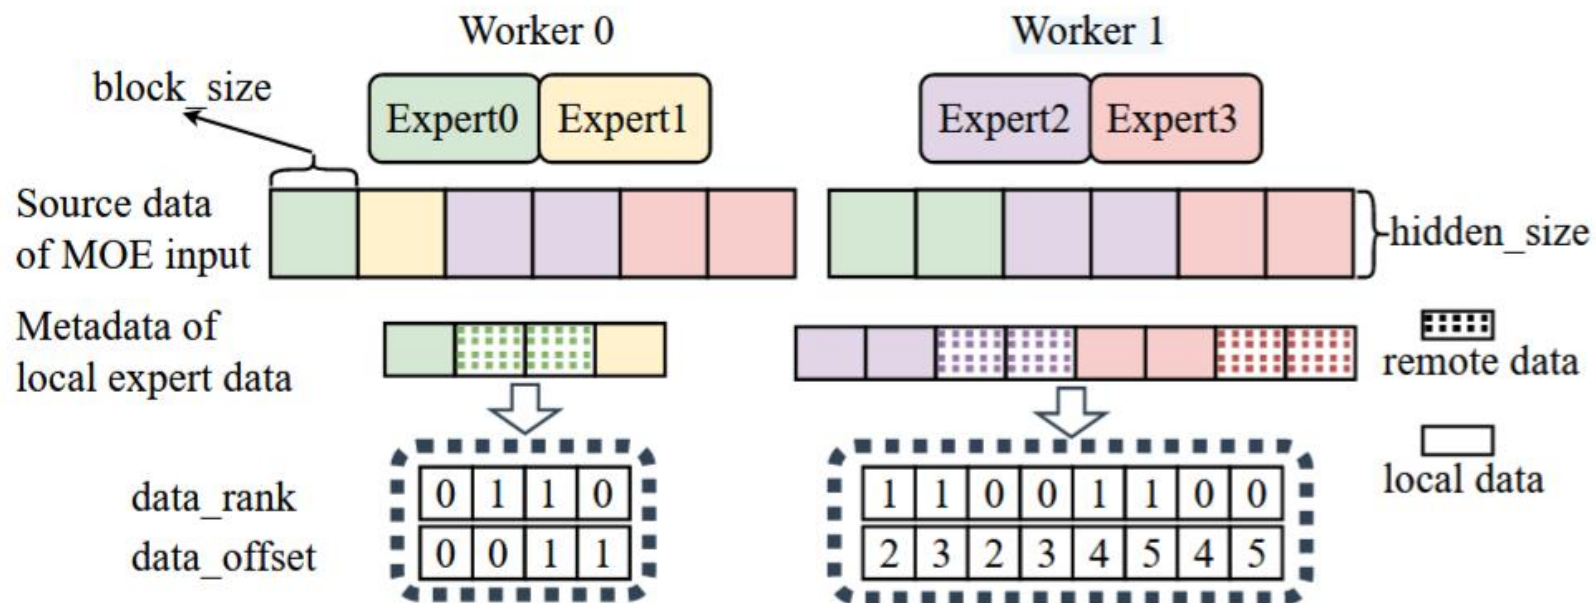 Worker 0
Worker 1
block_size
Expert0
Expert1
Expert2
Expert3
Source data
of MOE input
hidden_size
Metadata of
local expert data
remote data
local data
data_rank
0 1 1 0
1 1 0 0 1 1 0 0
data_offset
0 0 1 1
2 3 2 3 4 5 4 5